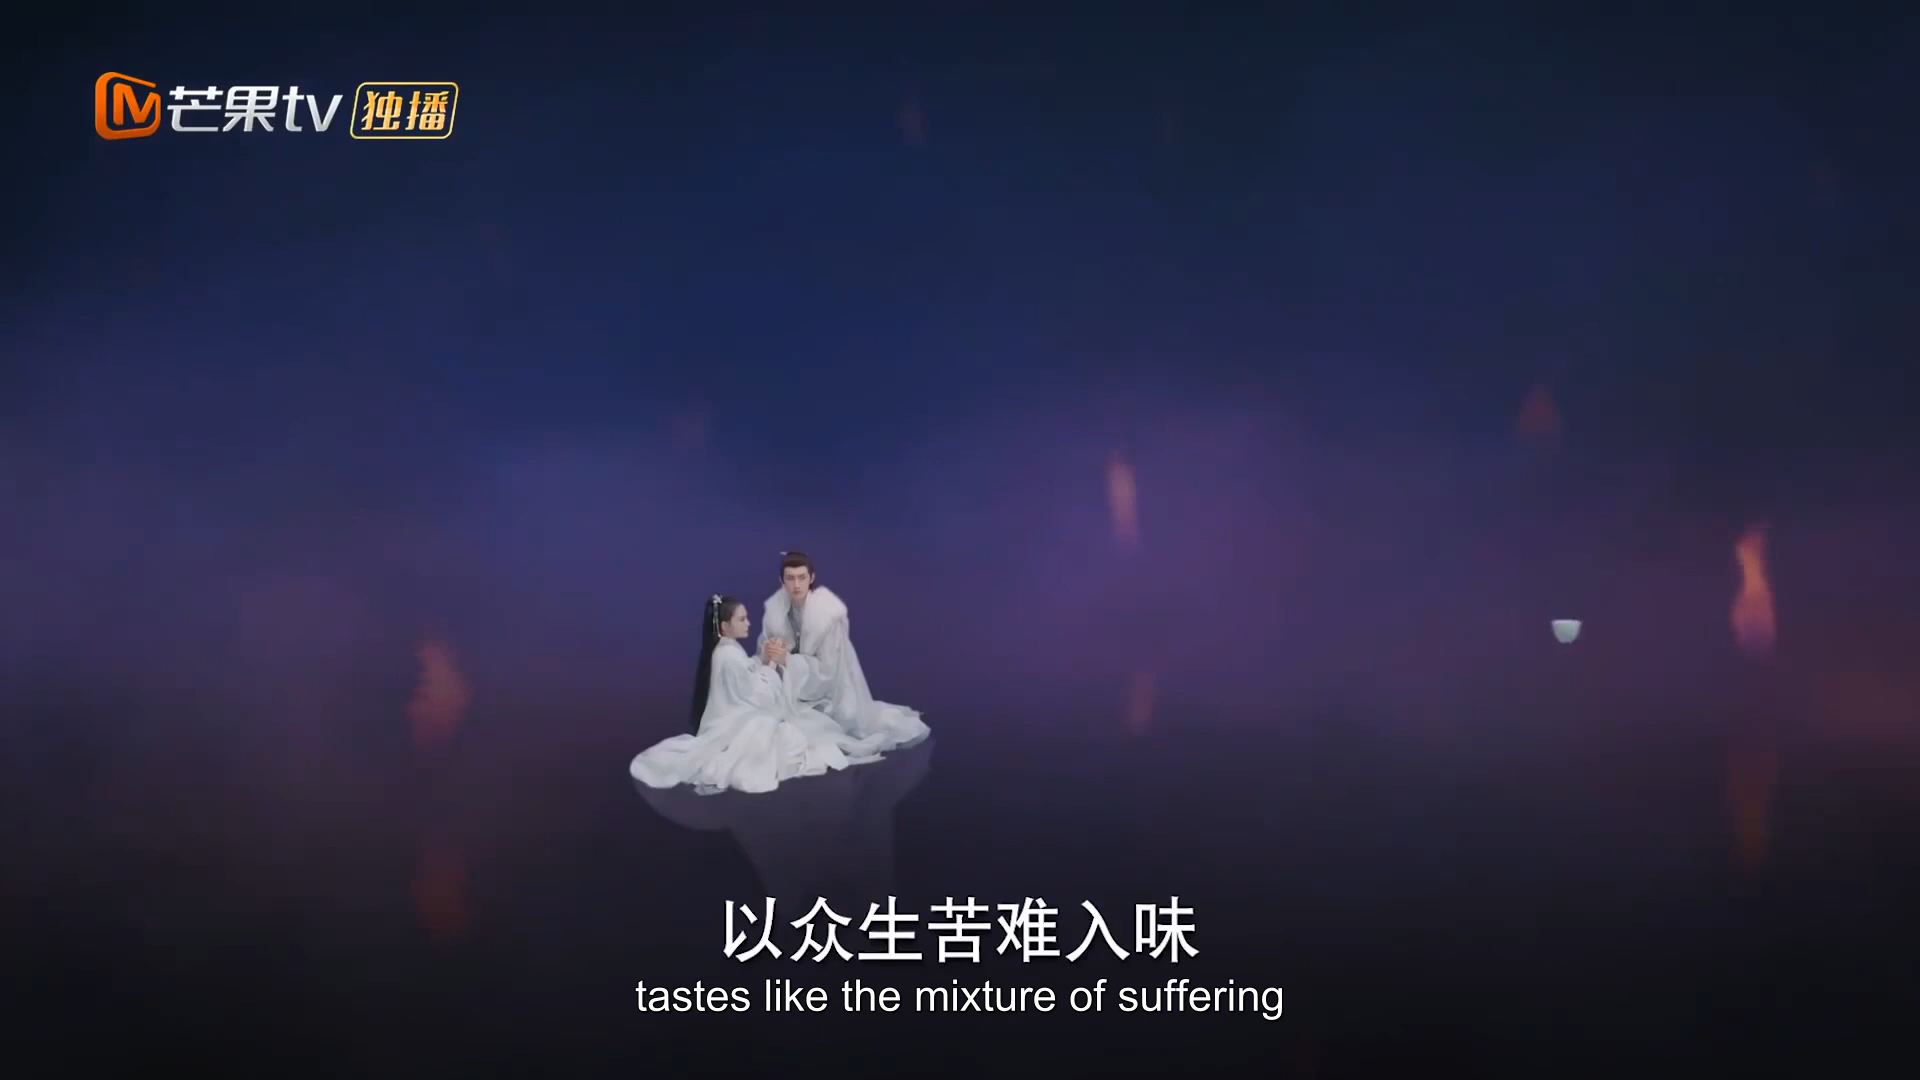 芒果tv 独播
以众生苦难入味
tastes like the mixture of suffering